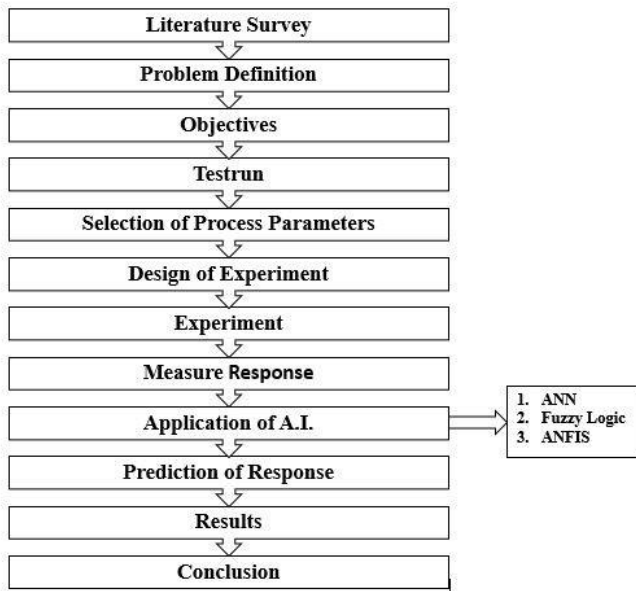 Literature Survey
Problem Definition
Objectives
Testrun
Selection of Process Parameters
Design of Experiment
Experiment
Measure Response
Application of A.I.
1. ANN
2. Fuzzy Logic
3. ANFIS
Prediction of Response
Results
Conclusion